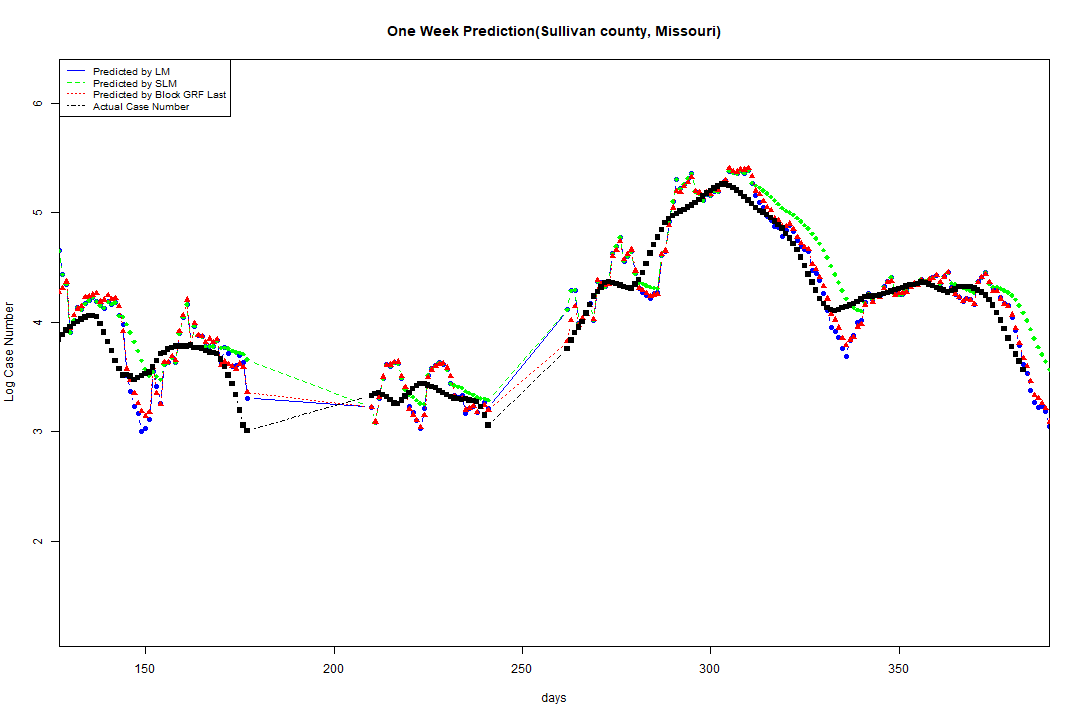 One Week Prediction(Sullivan county, Missouri)
Predicted by LM
Predicted by SLM
Predicted by Block GRF Last
Actual Case Number
Log Case Number
6
5
4
3
2
150
200
250
300
350
days